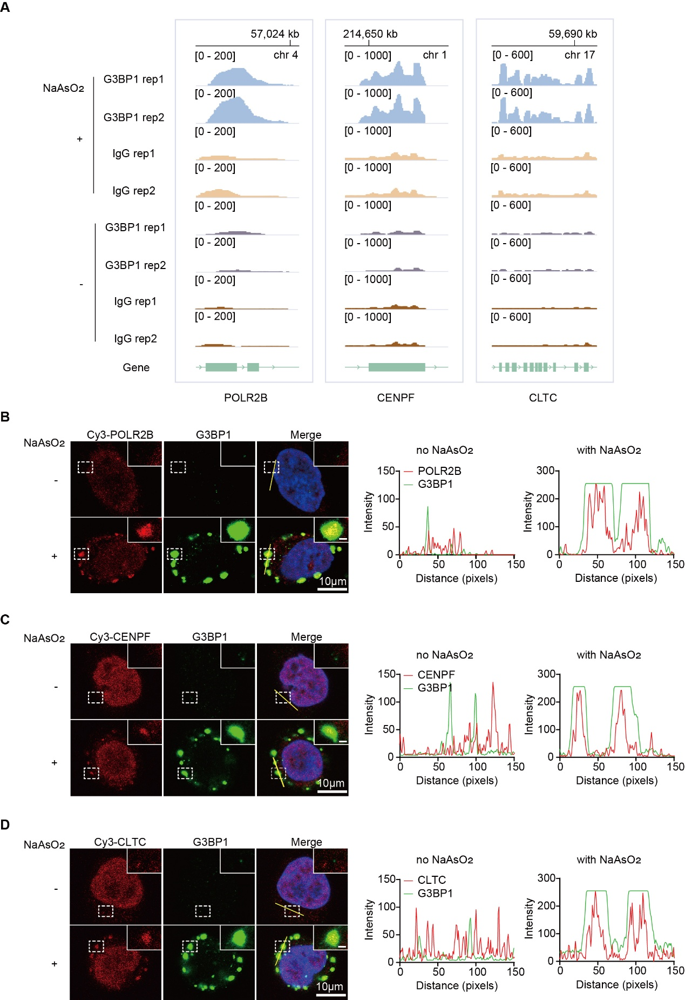 A
57,024 kb
214,650 kb
59,690 kb
[0 - 200]
chr 4
[0 - 1000]
chr 1
[0 - 600]
chr 17
NaAsO2
G3BP1 rep1
[0 - 200]
[0 - 1000]
[0 - 600]
G3BP1 rep2
[0 - 200]
[0 - 1000]
[0 - 600]
+
IgG rep1
[0 - 200]
[0 - 1000]
[0 - 600]
IgG rep2
[0 - 200]
[0 - 1000]
[0 - 600]
G3BP1 rep1
[0 - 200]
[0 - 1000]
[0 - 600]
G3BP1 rep2
[0 - 200]
[0 - 1000]
[0 - 600]
-
IgG rep1
[0 - 200]
[0 - 1000]
[0 - 600]
IgG rep2
Gene
POLR2B
CENPF
CLTC
B
NaAsO2
Cy3-POLR2B
G3BP1
Merge
-
+
10μm
no NaAsO2
POLR2B
G3BP1
150
100
50
0
Intensity
0
50
100
150
Distance (pixels)
with NaAsO2
300
200
100
0
Intensity
0
50
100
150
Distance (pixels)
C
NaAsO2
Cy3-CENPF
G3BP1
Merge
-
+
10μm
no NaAsO2
CENPF
G3BP1
150
100
50
0
Intensity
0
50
100
150
Distance (pixels)
with NaAsO2
300
200
100
0
Intensity
0
50
100
150
Distance (pixels)
D
NaAsO2
Cy3-CLTC
G3BP1
Merge
-
+
10μm
no NaAsO2
CLTC
G3BP1
150
100
50
0
Intensity
0
50
100
150
Distance (pixels)
with NaAsO2
300
200
100
0
Intensity
0
50
100
150
Distance (pixels)